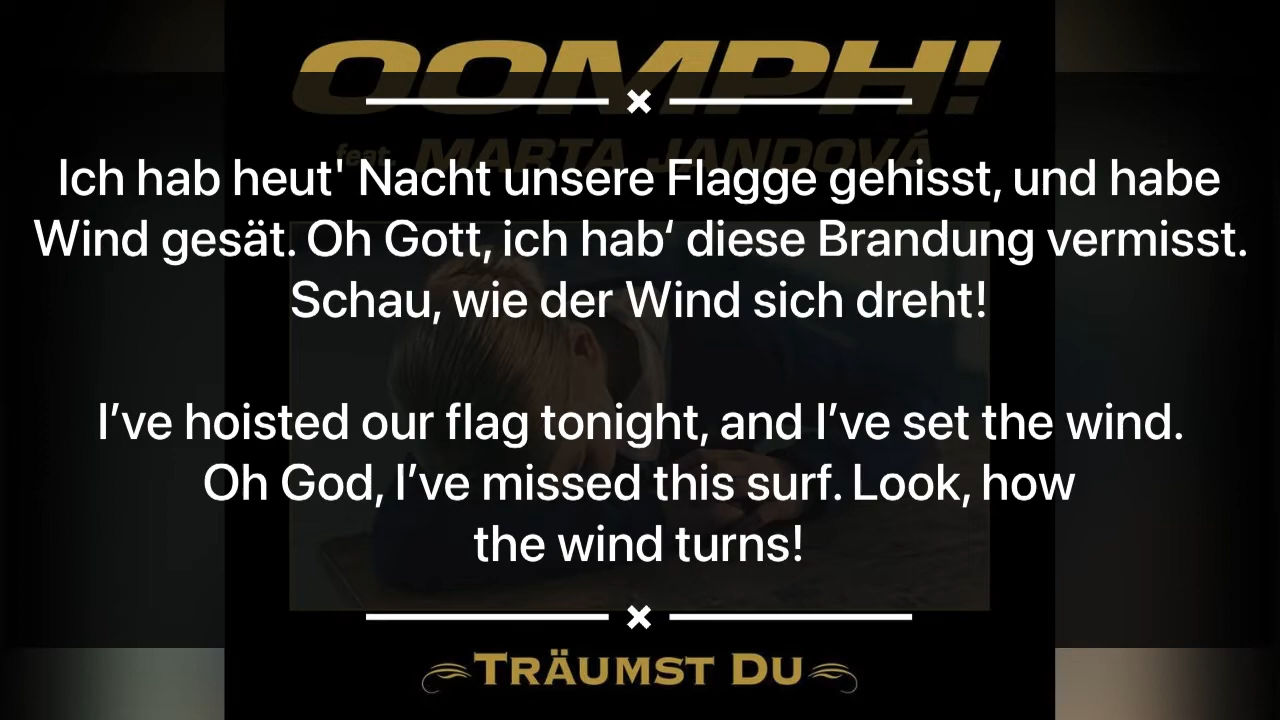 OOMPH!
feat. MARTA JANDOVÁ
Ich hab heut' Nacht unsere Flagge gehisst, und habe
Wind gesät. Oh Gott, ich hab‘ diese Brandung vermisst.
Schau, wie der Wind sich dreht!
I’ve hoisted our flag tonight, and I’ve set the wind.
Oh God, I’ve missed this surf. Look, how
the wind turns!
TRÄUMST DU